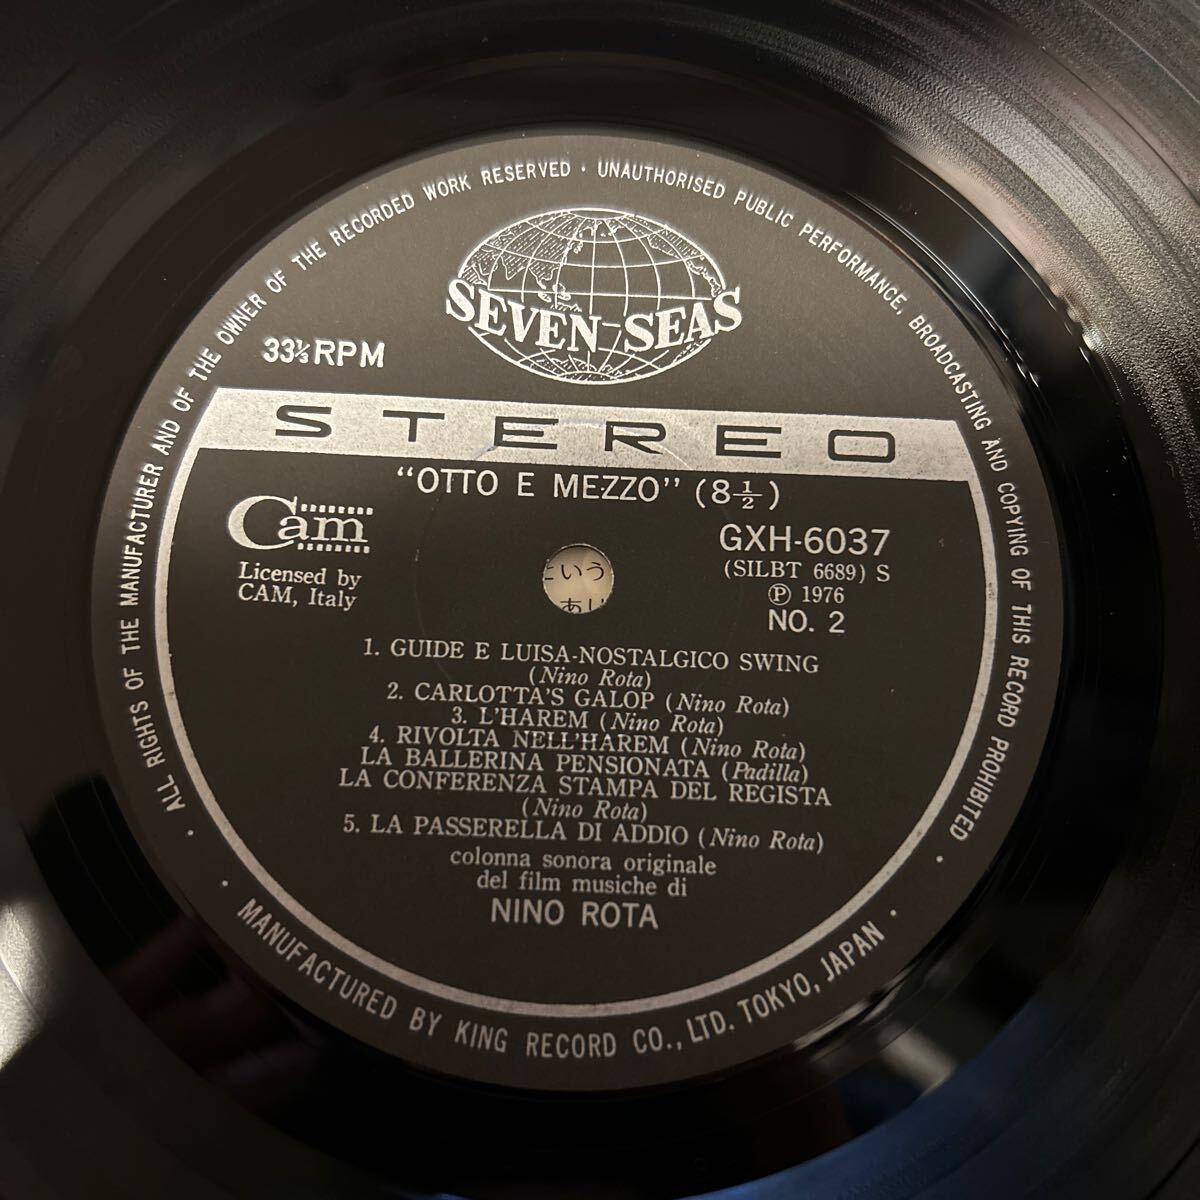 ALL RIGHTS OF THE MANUFACTURER AND OF THE OWNER OF THE RECORDED WORK RESERVED · UNAUTHORISED PUBLIC PERFORMANCE, BROADCASTING AND COPYING OF THIS RECORD PROHIBITED
SEVEN-SEAS
33⅓RPM
STEREO
"OTTO E MEZZO" (8½)
Cam
Licensed by
CAM, Italy
GXH-6037
(SILBT 6689) S
Ⓟ 1976
NO. 2
という
1. GUIDE E LUISA-NOSTALGICO SWING
(Nino Rota)
2. CARLOTTA'S GALOP (Nino Rota)
3. L'HAREM (Nino Rota)
4. RIVOLTA NELL'HAREM (Nino Rota)
LA BALLERINA PENSIONATA (Padilla)
LA CONFERENZA STAMPA DEL REGISTA
(Nino Rota)
5. LA PASSERELLA DI ADDIO (Nino Rota)
colonna sonora originale
del film musiche di
NINO ROTA
MANUFACTURED BY KING RECORD CO., LTD. TOKYO, JAPAN